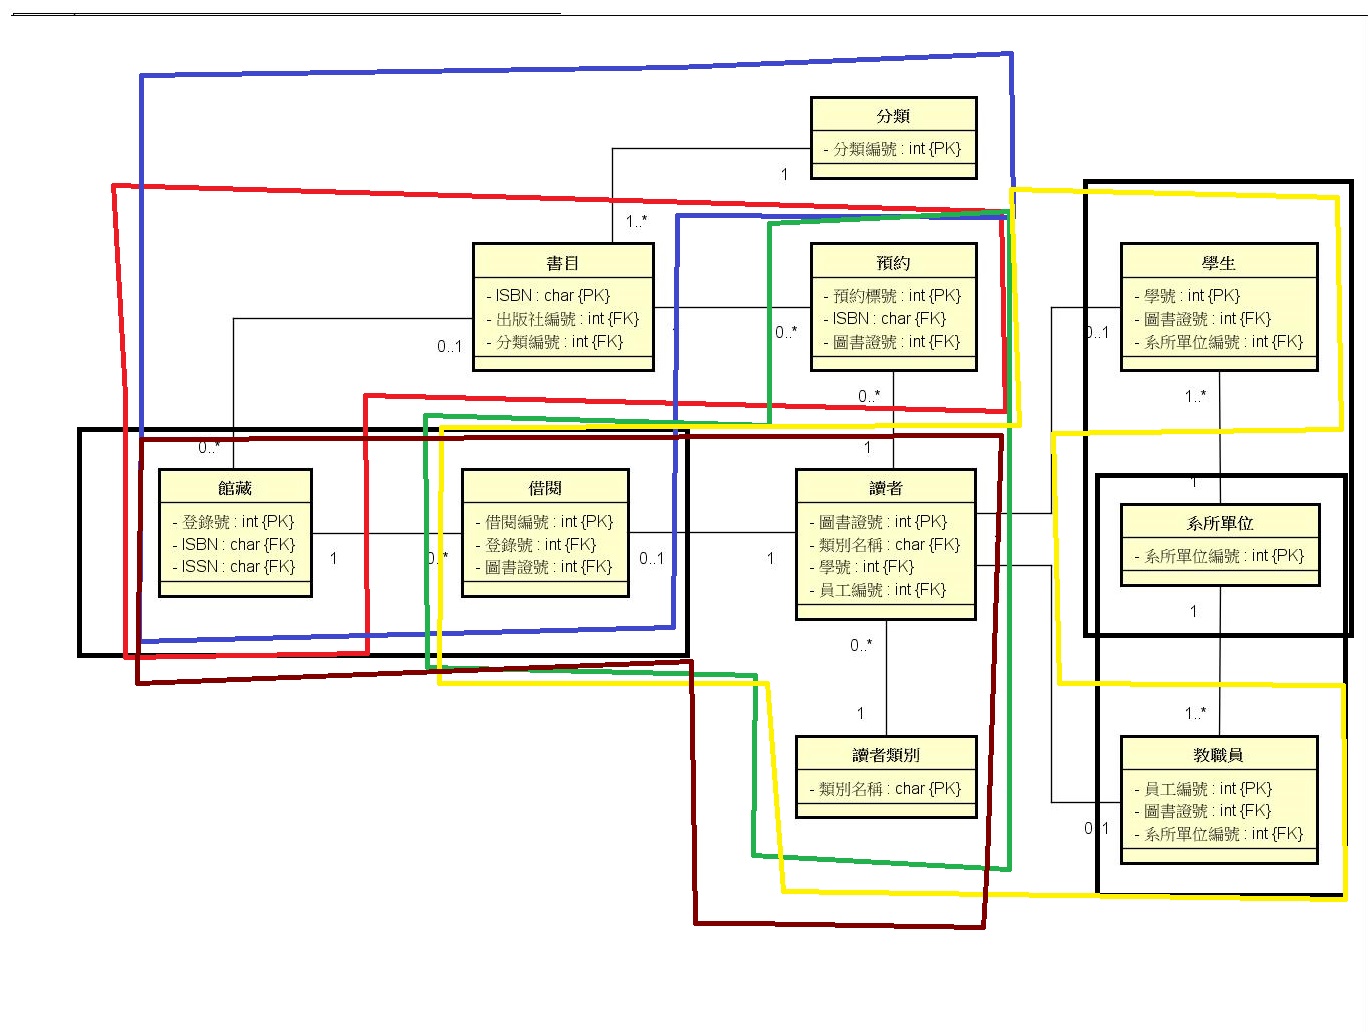 分類
- 分類編號 : int {PK}
1
1..*
書目
- ISBN : char {PK}
- 出版社編號 : int {FK}
- 分類編號 : int {FK}
預約
- 預約標號 : int {PK}
- ISBN : char {FK}
- 圖書證號 : int {FK}
學生
- 學號 : int {PK}
- 圖書證號 : int {FK}
- 系所單位編號 : int {FK}
0..1
1
0..*
0..1
0..*
1..*
0..*
1
1
館藏
- 登錄號 : int {PK}
- ISBN : char {FK}
- ISSN : char {FK}
1
0..*
借閱
- 借閱編號 : int {PK}
- 登錄號 : int {FK}
- 圖書證號 : int {FK}
0..1
1
讀者
- 圖書證號 : int {PK}
- 類別名稱 : char {FK}
- 學號 : int {FK}
- 員工編號 : int {FK}
系所單位
- 系所單位編號 : int {PK}
1
0..*
1
1..*
讀者類別
- 類別名稱 : char {PK}
教職員
- 員工編號 : int {PK}
- 圖書證號 : int {FK}
- 系所單位編號 : int {FK}
0..1